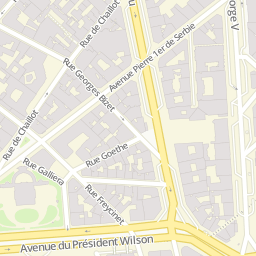 Rue de Chaillot
orge V
Avenue Pierre 1er de Serbie
Rue Georges Bizet
Rue de Chaillot
Rue Goethe
Rue Galliera
Rue Freycinet
Avenue du Président Wilson